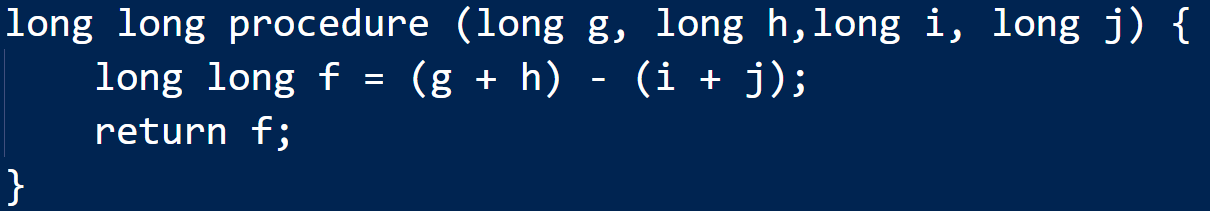 long long procedure (long g, long h,long i, long j) {
    long long f = (g + h) - (i + j);
    return f;
}